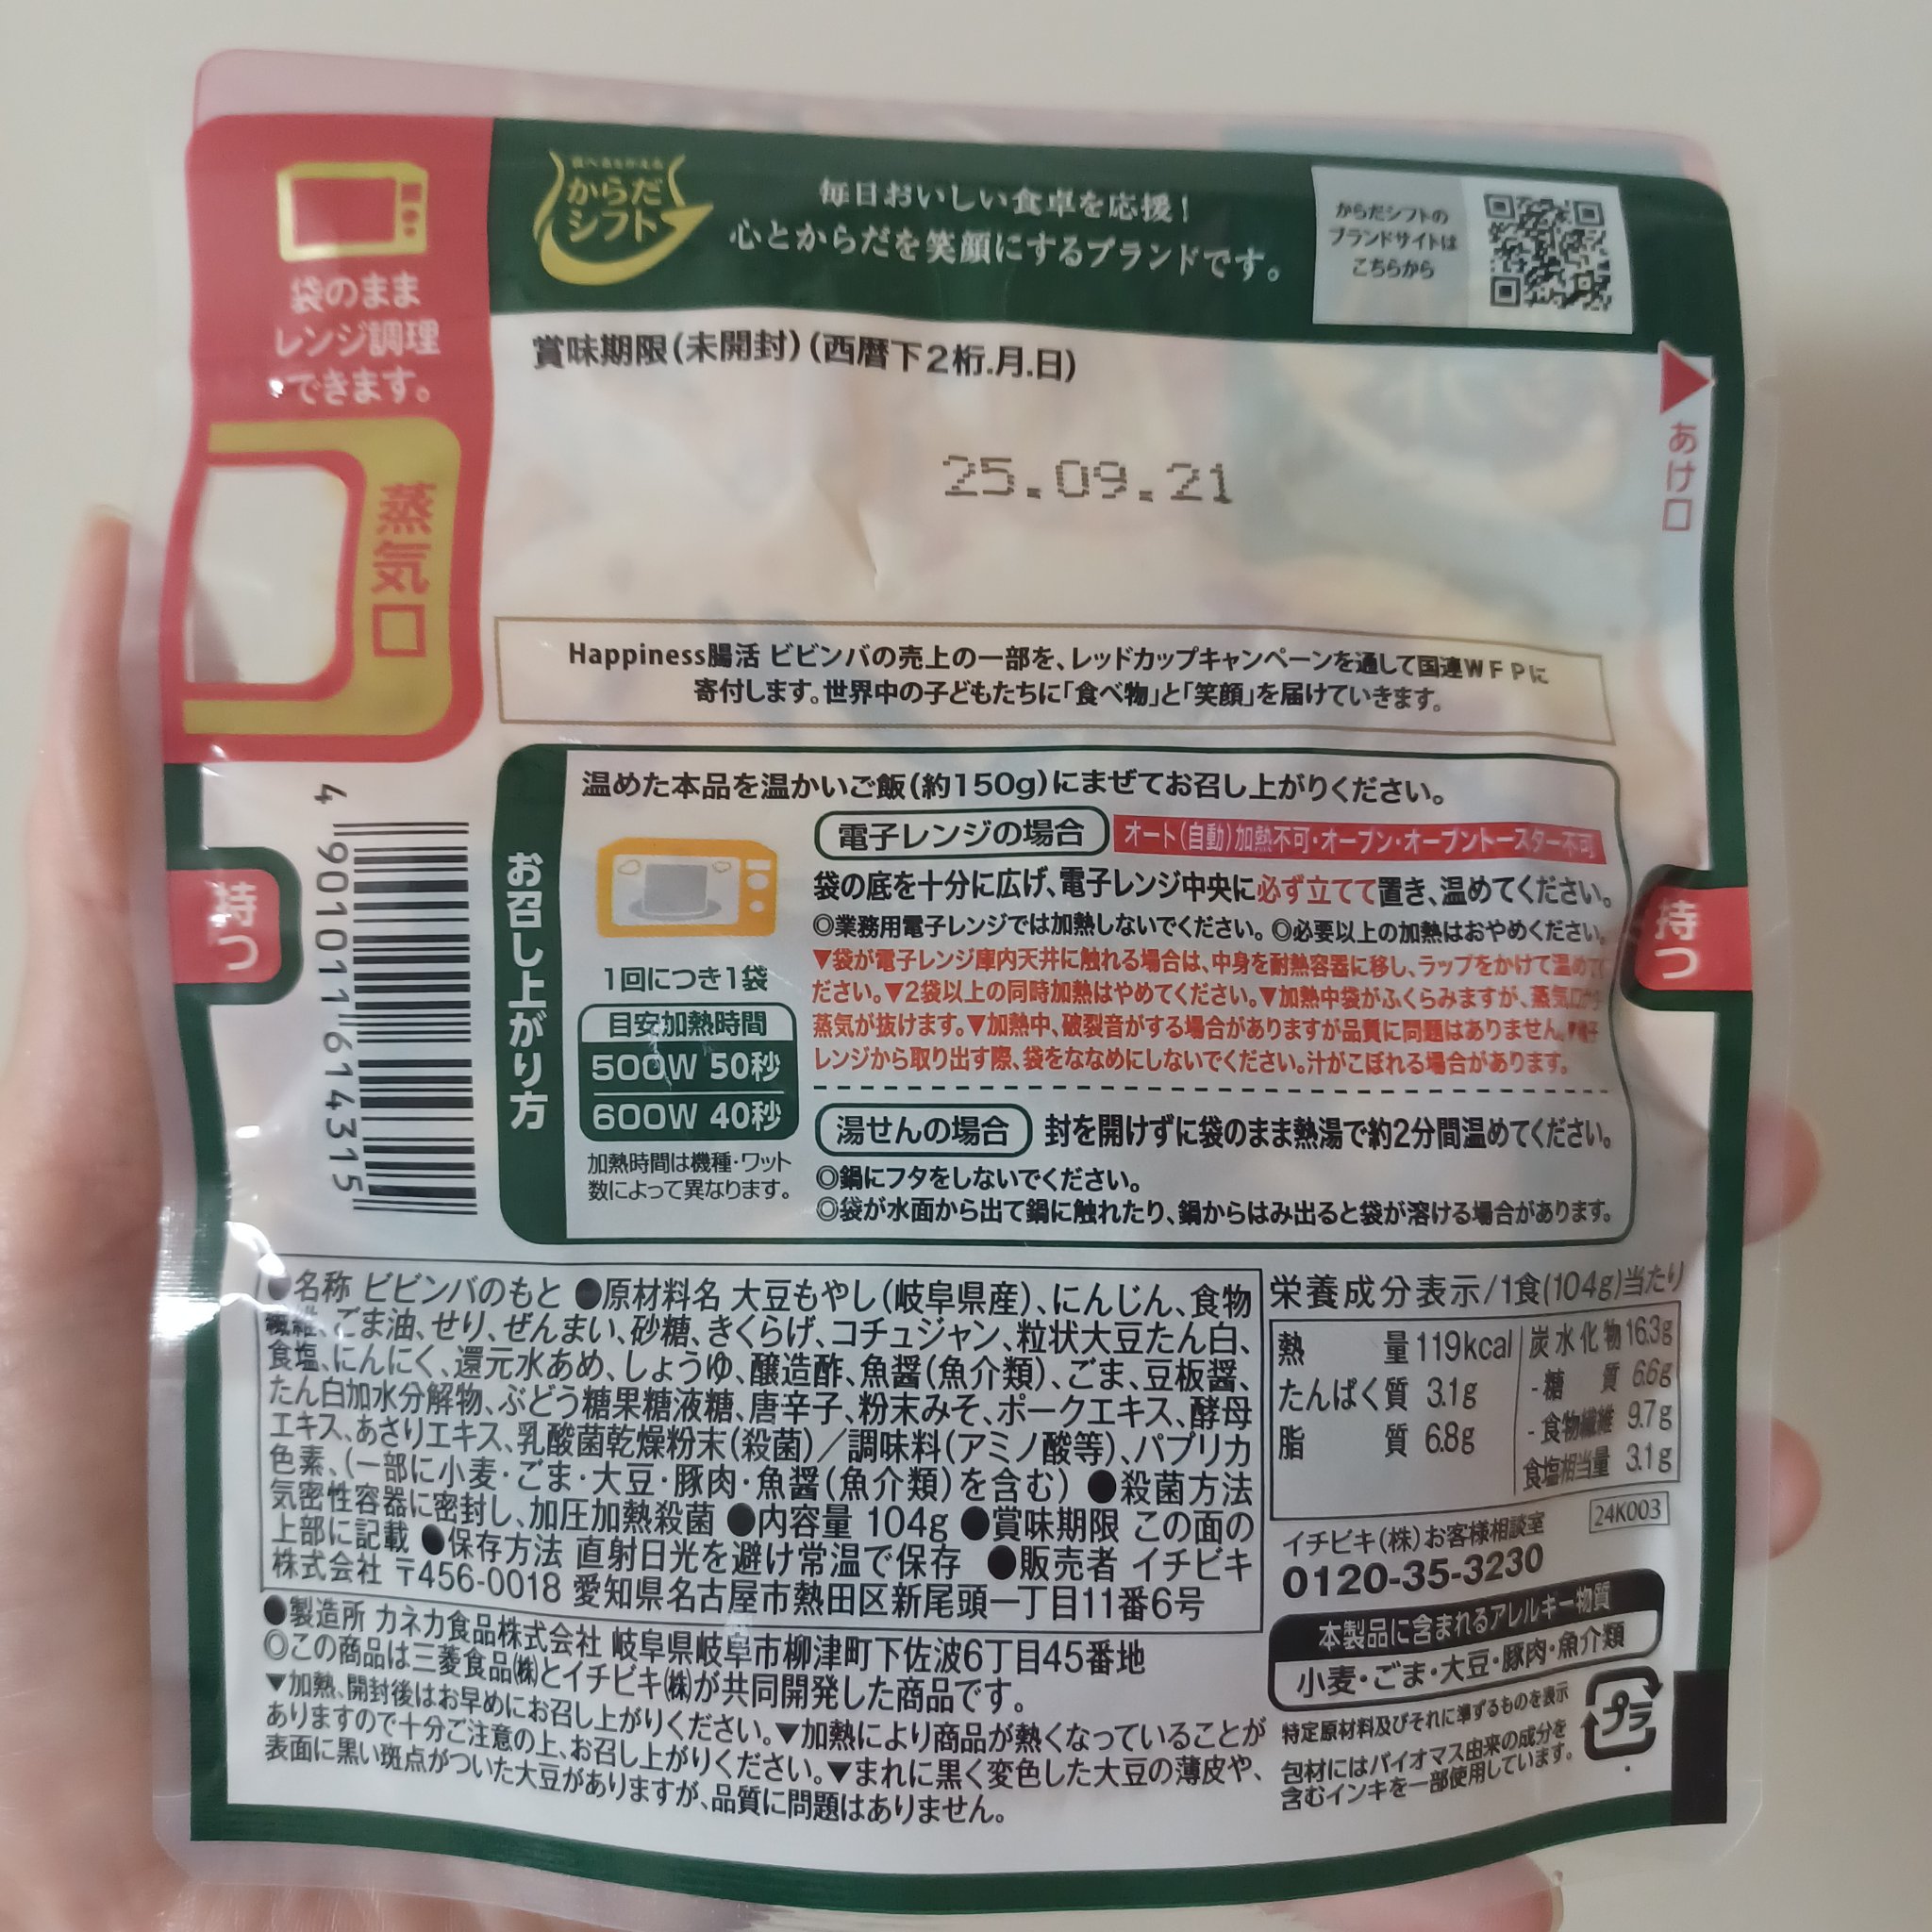 食べるをかえる
からだ
シフト
毎日おいしい食卓を応援!
心とからだを笑顔にするブランドです。
からだシフトの
ブランドサイトは
こちらから
袋のまま
レンジ調理
できます。
蒸気口
賞味期限(未開封)(西暦下2桁.月.日)
25.09.21
あけ口
Happiness腸活 ビビンバの売上の一部を、レッドカップキャンペーンを通して国連WFPに
寄付します。世界中の子どもたちに「食べ物」と「笑顔」を届けていきます。
4 901011 614315
持つ
持つ
お召し上がり方
温めた本品を温かいご飯(約150g)にまぜてお召し上がりください。
電子レンジの場合 オート(自動)加熱不可・オーブン・オーブントースター不可
袋の底を十分に広げ、電子レンジ中央に必ず立てて置き、温めてください。
◎業務用電子レンジでは加熱しないでください。◎必要以上の加熱はおやめください。
▼袋が電子レンジ庫内天井に触れる場合は、中身を耐熱容器に移し、ラップをかけて温めてく
ださい。▼2袋以上の同時加熱はやめてください。▼加熱中袋がふくらみますが、蒸気口から
蒸気が抜けます。▼加熱中、破裂音がする場合がありますが品質に問題はありません。▼電子
レンジから取り出す際、袋をななめにしないでください。汁がこぼれる場合があります。
1回につき1袋
目安加熱時間
500W 50秒
600W 40秒
加熱時間は機種・ワット
数によって異なります。
湯せんの場合 封を開けずに袋のまま熱湯で約2分間温めてください。
◎鍋にフタをしないでください。
◎袋が水面から出て鍋に触れたり、鍋からはみ出ると袋が溶ける場合があります。
●名称 ビビンバのもと ●原材料名 大豆もやし(岐阜県産)、にんじん、食物
繊維、ごま油、せり、ぜんまい、砂糖、きくらげ、コチュジャン、粒状大豆たん白、
食塩、にんにく、還元水あめ、しょうゆ、醸造酢、魚醤(魚介類)、ごま、豆板醤、
たん白加水分解物、ぶどう糖果糖液糖、唐辛子、粉末みそ、ポークエキス、酵母
エキス、あさりエキス、乳酸菌乾燥粉末(殺菌)/調味料(アミノ酸等)、パプリカ
色素、(一部に小麦・ごま・大豆・豚肉・魚醤(魚介類)を含む) ●殺菌方法
気密性容器に密封し、加圧加熱殺菌 ●内容量 104g ●賞味期限 この面の
上部に記載 ●保存方法 直射日光を避け常温で保存 ●販売者 イチビキ
株式会社 〒456-0018 愛知県名古屋市熱田区新尾頭一丁目11番6号
●製造所 カネカ食品株式会社 岐阜県岐阜市柳津町下佐波6丁目45番地
◎この商品は三菱食品㈱とイチビキ㈱が共同開発した商品です。
▼加熱、開封後はお早めにお召し上がりください。▼加熱により商品が熱くなっていることが
ありますので十分ご注意の上、お召し上がりください。▼まれに黒く変色した大豆の薄皮や、
表面に黒い斑点がついた大豆がありますが、品質に問題はありません。
栄養成分表示/1食(104g)当たり
熱量 119kcal
たんぱく質 3.1g
脂質 6.8g
炭水化物 16.3g
-糖質 6.6g
-食物繊維 9.7g
食塩相当量 3.1g
24K003
イチビキ(株)お客様相談室
0120-35-3230
本製品に含まれるアレルギー物質
小麦・ごま・大豆・豚肉・魚介類
特定原材料及びそれに準ずるものを表示
包材にはバイオマス由来の成分を
含むインキを一部使用しています。
プラ